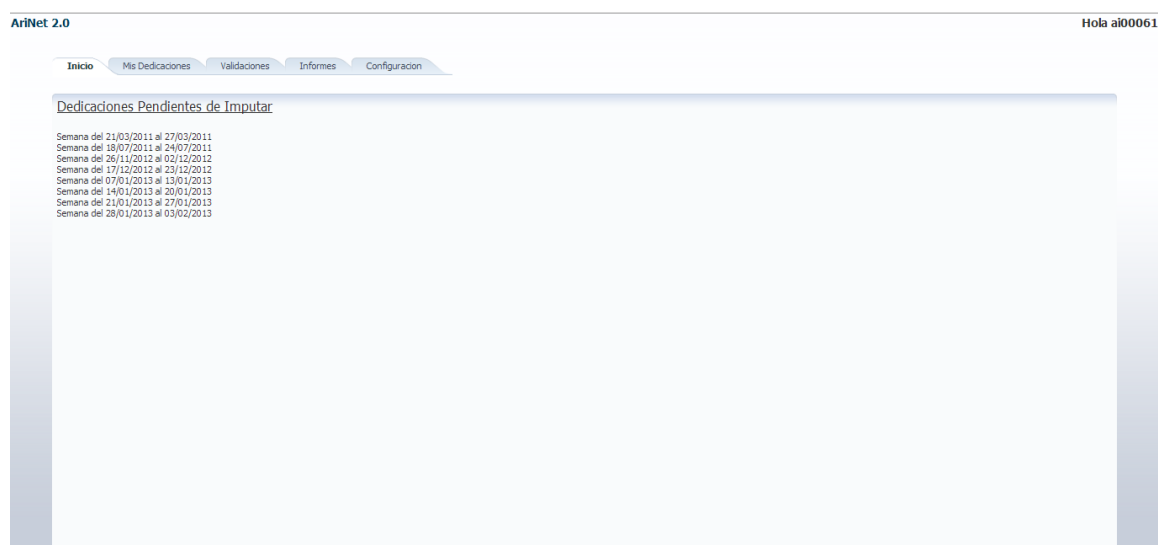 AriNet 2.0
Hola ai00061
Inicio Mis Dedicaciones Validaciones Informes Configuracion
Dedicaciones Pendientes de Imputar
Semana del 21/03/2011 al 27/03/2011
Semana del 18/07/2011 al 24/07/2011
Semana del 26/11/2012 al 02/12/2012
Semana del 17/12/2012 al 23/12/2012
Semana del 07/01/2013 al 13/01/2013
Semana del 14/01/2013 al 20/01/2013
Semana del 21/01/2013 al 27/01/2013
Semana del 28/01/2013 al 03/02/2013